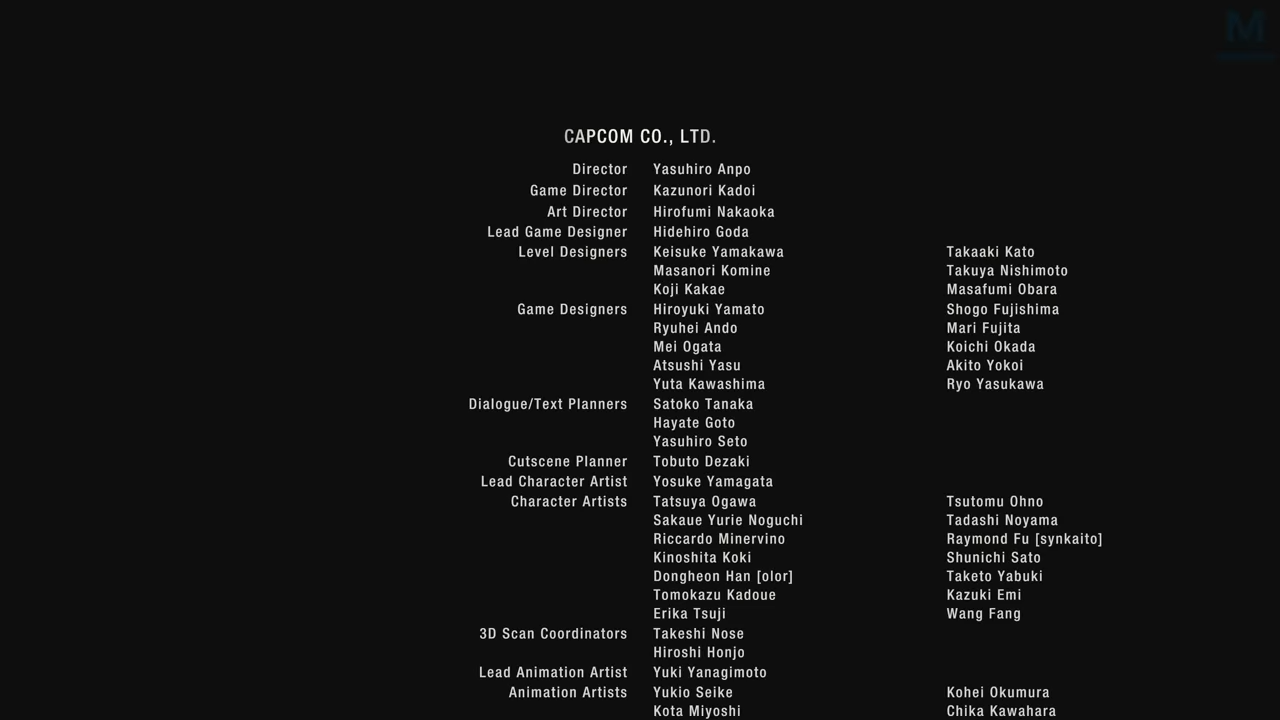 M
CAPCOM CO., LTD.
Director Yasuhiro Anpo
Game Director Kazunori Kadoi
Art Director Hirofumi Nakaoka
Lead Game Designer Hidehiro Goda
Level Designers Keisuke Yamakawa Takaaki Kato
Masanori Komine Takuya Nishimoto
Koji Kakae Masafumi Obara
Game Designers Hiroyuki Yamato Shogo Fujishima
Ryuhei Ando Mari Fujita
Mei Ogata Koichi Okada
Atsushi Yasu Akito Yokoi
Yuta Kawashima Ryo Yasukawa
Dialogue/Text Planners Satoko Tanaka
Hayate Goto
Yasuhiro Seto
Cutscene Planner Tobuto Dezaki
Lead Character Artist Yosuke Yamagata
Character Artists Tatsuya Ogawa Tsutomu Ohno
Sakaue Yurie Noguchi Tadashi Noyama
Riccardo Minervino Raymond Fu [synkaito]
Kinoshita Koki Shunichi Sato
Dongheon Han [olor] Taketo Yabuki
Tomokazu Kadoue Kazuki Emi
Erika Tsuji Wang Fang
3D Scan Coordinators Takeshi Nose
Hiroshi Honjo
Lead Animation Artist Yuki Yanagimoto
Animation Artists Yukio Seike Kohei Okumura
Kota Miyoshi Chika Kawahara